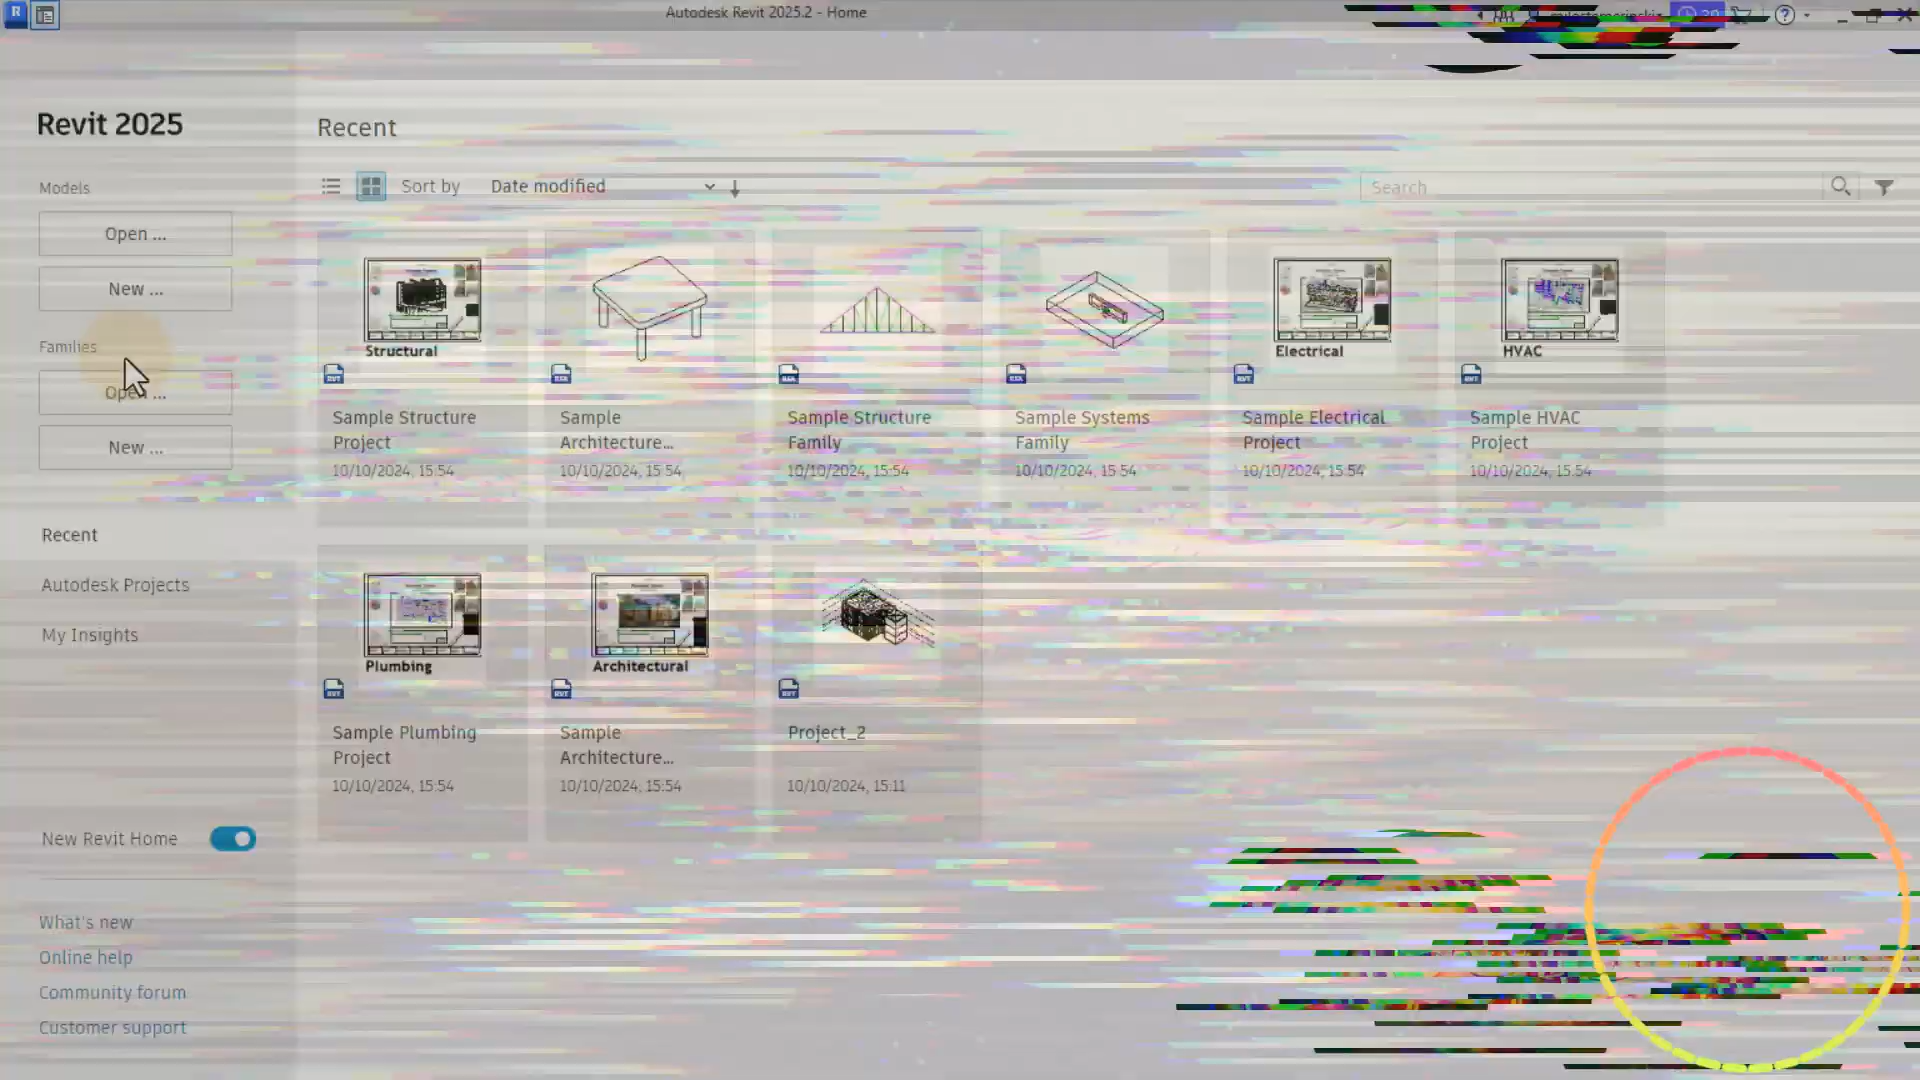 Autodesk Revit 2025.2 - Home
Revit 2025
Recent
Models
Sort by
Date modified
Search
Open ...
New ...
Families
Open ...
New ...
Structural
Electrical
HVAC
Sample Structure
Project
10/10/2024, 15:54
Sample
Architecture...
10/10/2024, 15:54
Sample Structure
Family
10/10/2024, 15:54
Sample Systems
Family
10/10/2024, 15:54
Sample Electrical
Project
10/10/2024, 15:54
Sample HVAC
Project
10/10/2024, 15:54
Recent
Autodesk Projects
My Insights
Plumbing
Architectural
Sample Plumbing
Project
10/10/2024, 15:54
Sample
Architecture...
10/10/2024, 15:54
Project_2
10/10/2024, 15:11
New Revit Home
What's new
Online help
Community forum
Customer support